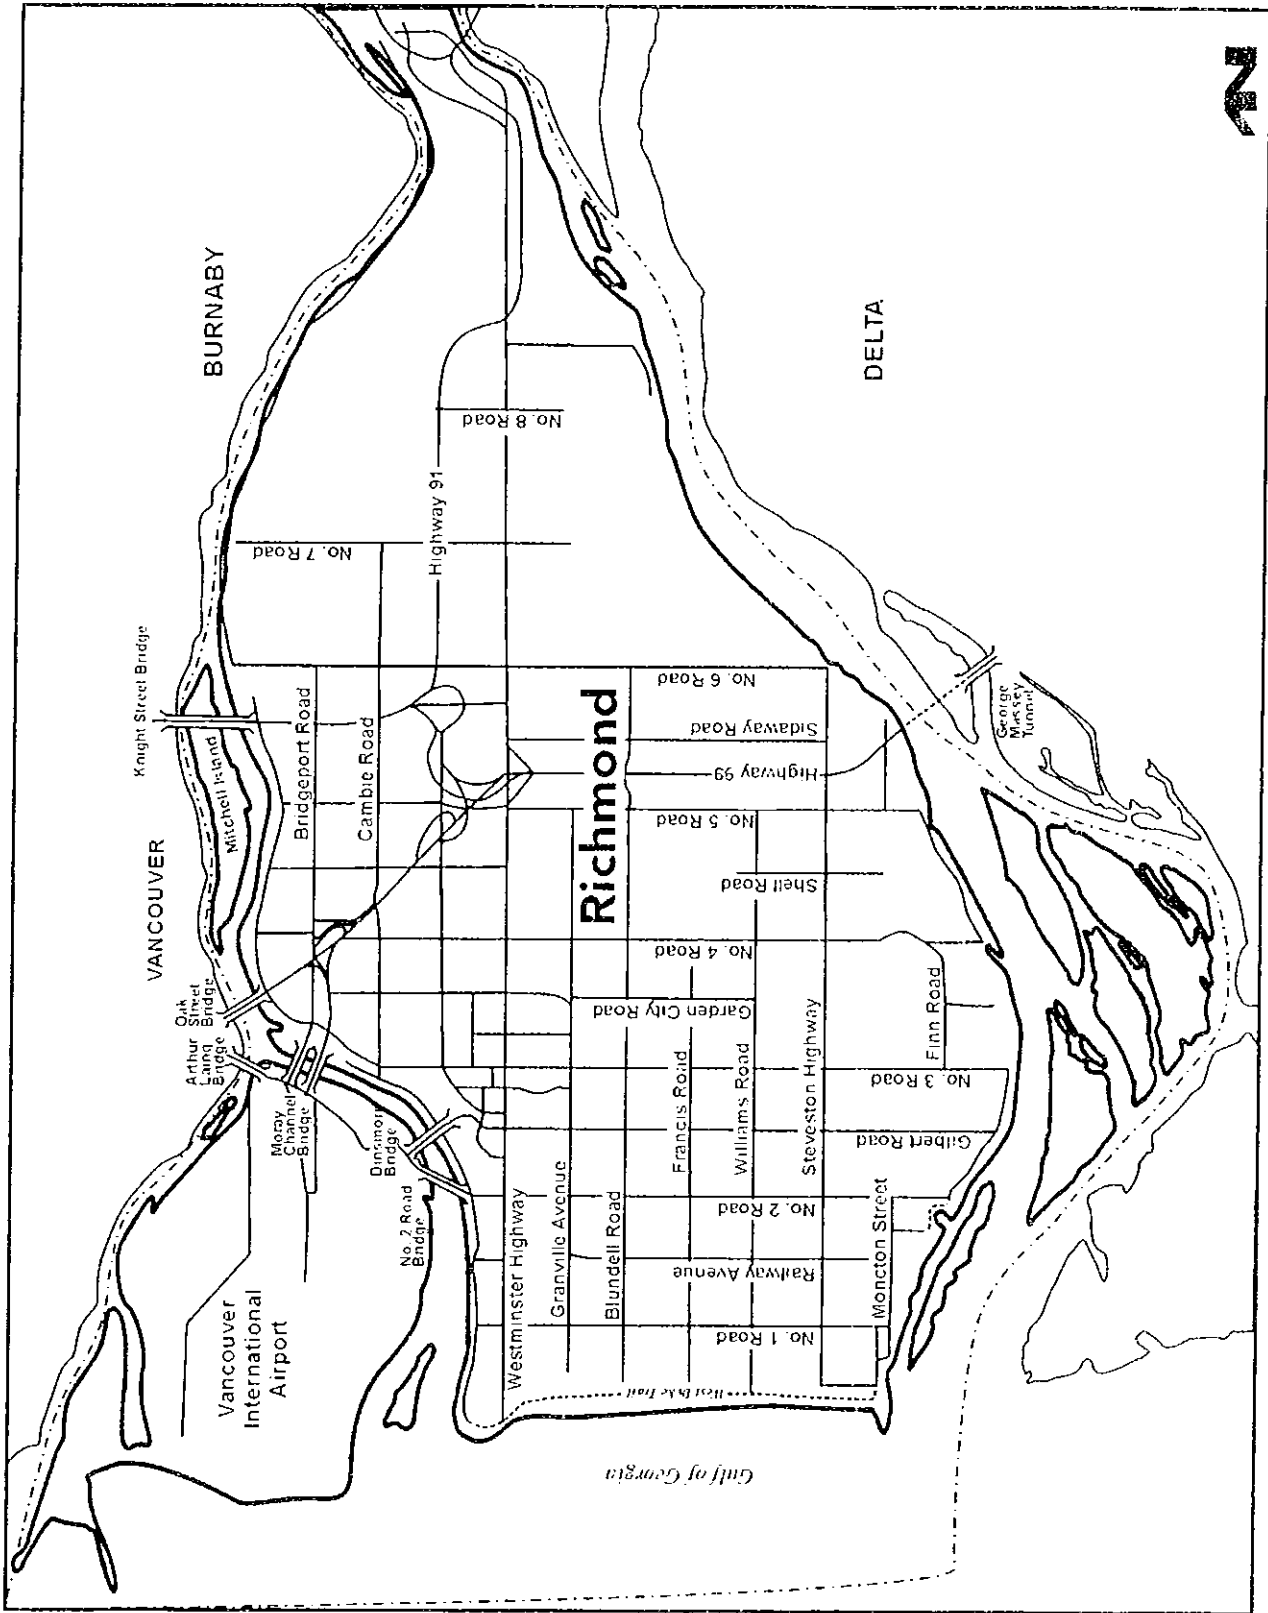 N
BURNABY
DELTA
No. 8 Road
Highway 91
No. 7 Road
Knight Street Bridge
Mitchell Island
VANCOUVER
Bridgeport Road
Cambie Road
Richmond
No. 6 Road
Sidaway Road
Highway 99
No. 5 Road
Shell Road
No. 4 Road
Garden City Road
George
Massey
Tunnel
Oak
Street
Bridge
Arthur
Laing
Bridge
Moray
Channel
Bridge
Dinsmore
Bridge
No. 2 Road
Bridge
Finn Road
No. 3 Road
Gilbert Road
Francis Road
Williams Road
Steveston Highway
Westminster Highway
Granville Avenue
Blundell Road
No. 2 Road
Railway Avenue
Moncton Street
No. 1 Road
Vancouver
International
Airport
West Dyke Trail
Gulf of Georgia